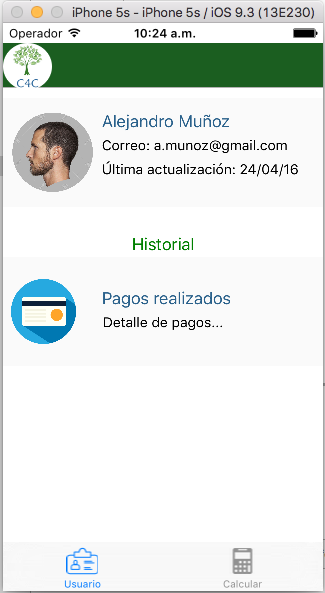 iPhone 5s - iPhone 5s / iOS 9.3 (13E230)
Operador 10:24 a.m.
C4C
Alejandro Muñoz
Correo: a.munoz@gmail.com
Última actualización: 24/04/16
Historial
Pagos realizados
Detalle de pagos...
Usuario Calcular